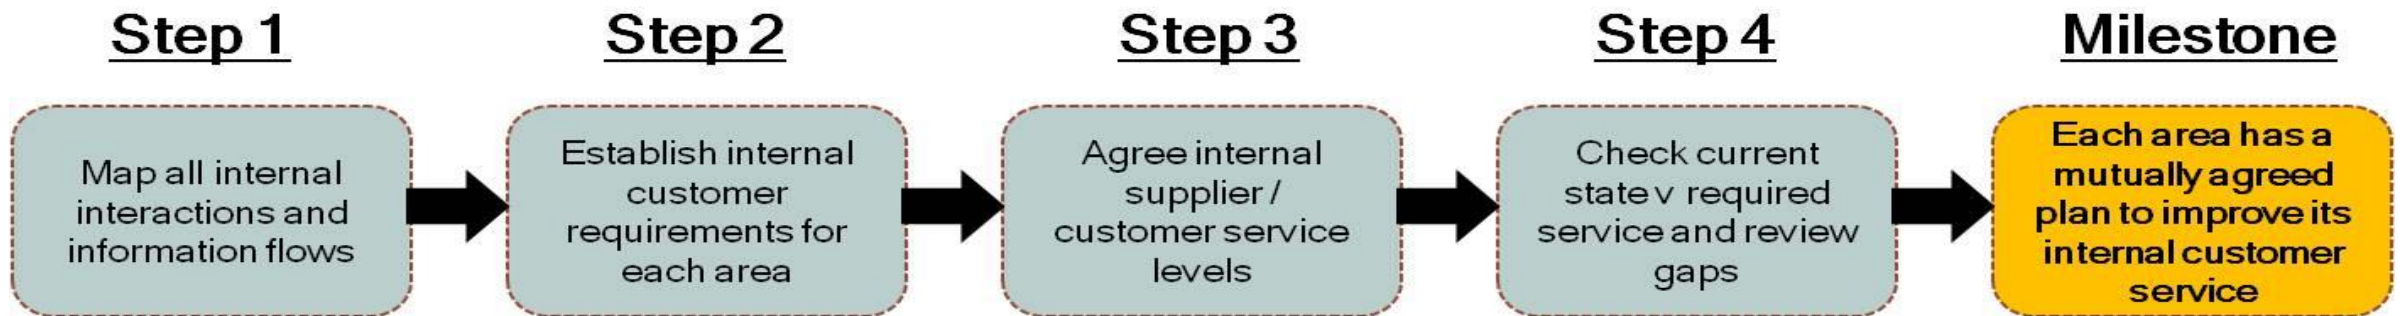 Step 1
Step 2
Step 3
Step 4
Milestone
Map all internal
interactions and
information flows
Establish internal
customer
requirements for
each area
Agree internal
supplier /
customer service
levels
Check current
state v required
service and review
gaps
Each area has a
mutually agreed
plan to improve its
internal customer
service